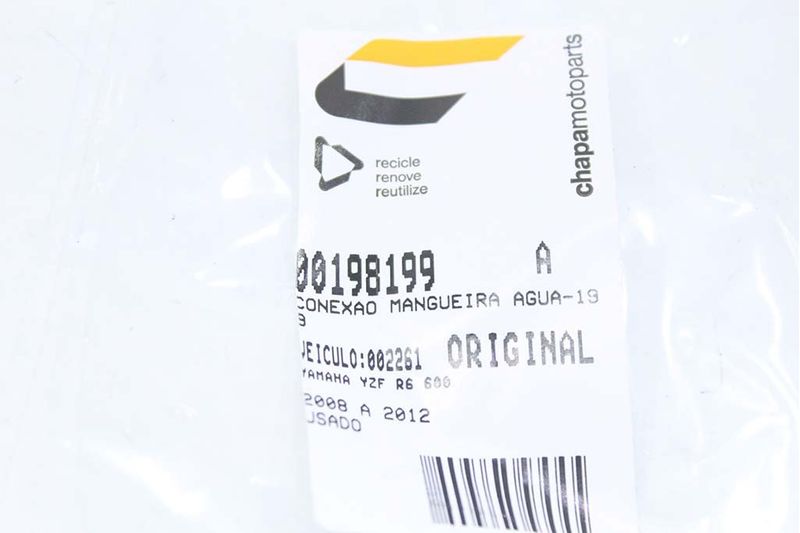 chapamotoparts
recicle
renove
reutilize
00198199 A
CONEXAO MANGUEIRA AGUA-19
9
VEICULO:002261 ORIGINAL
YAMAHA YZF R6 600
2008 A 2012
USADO